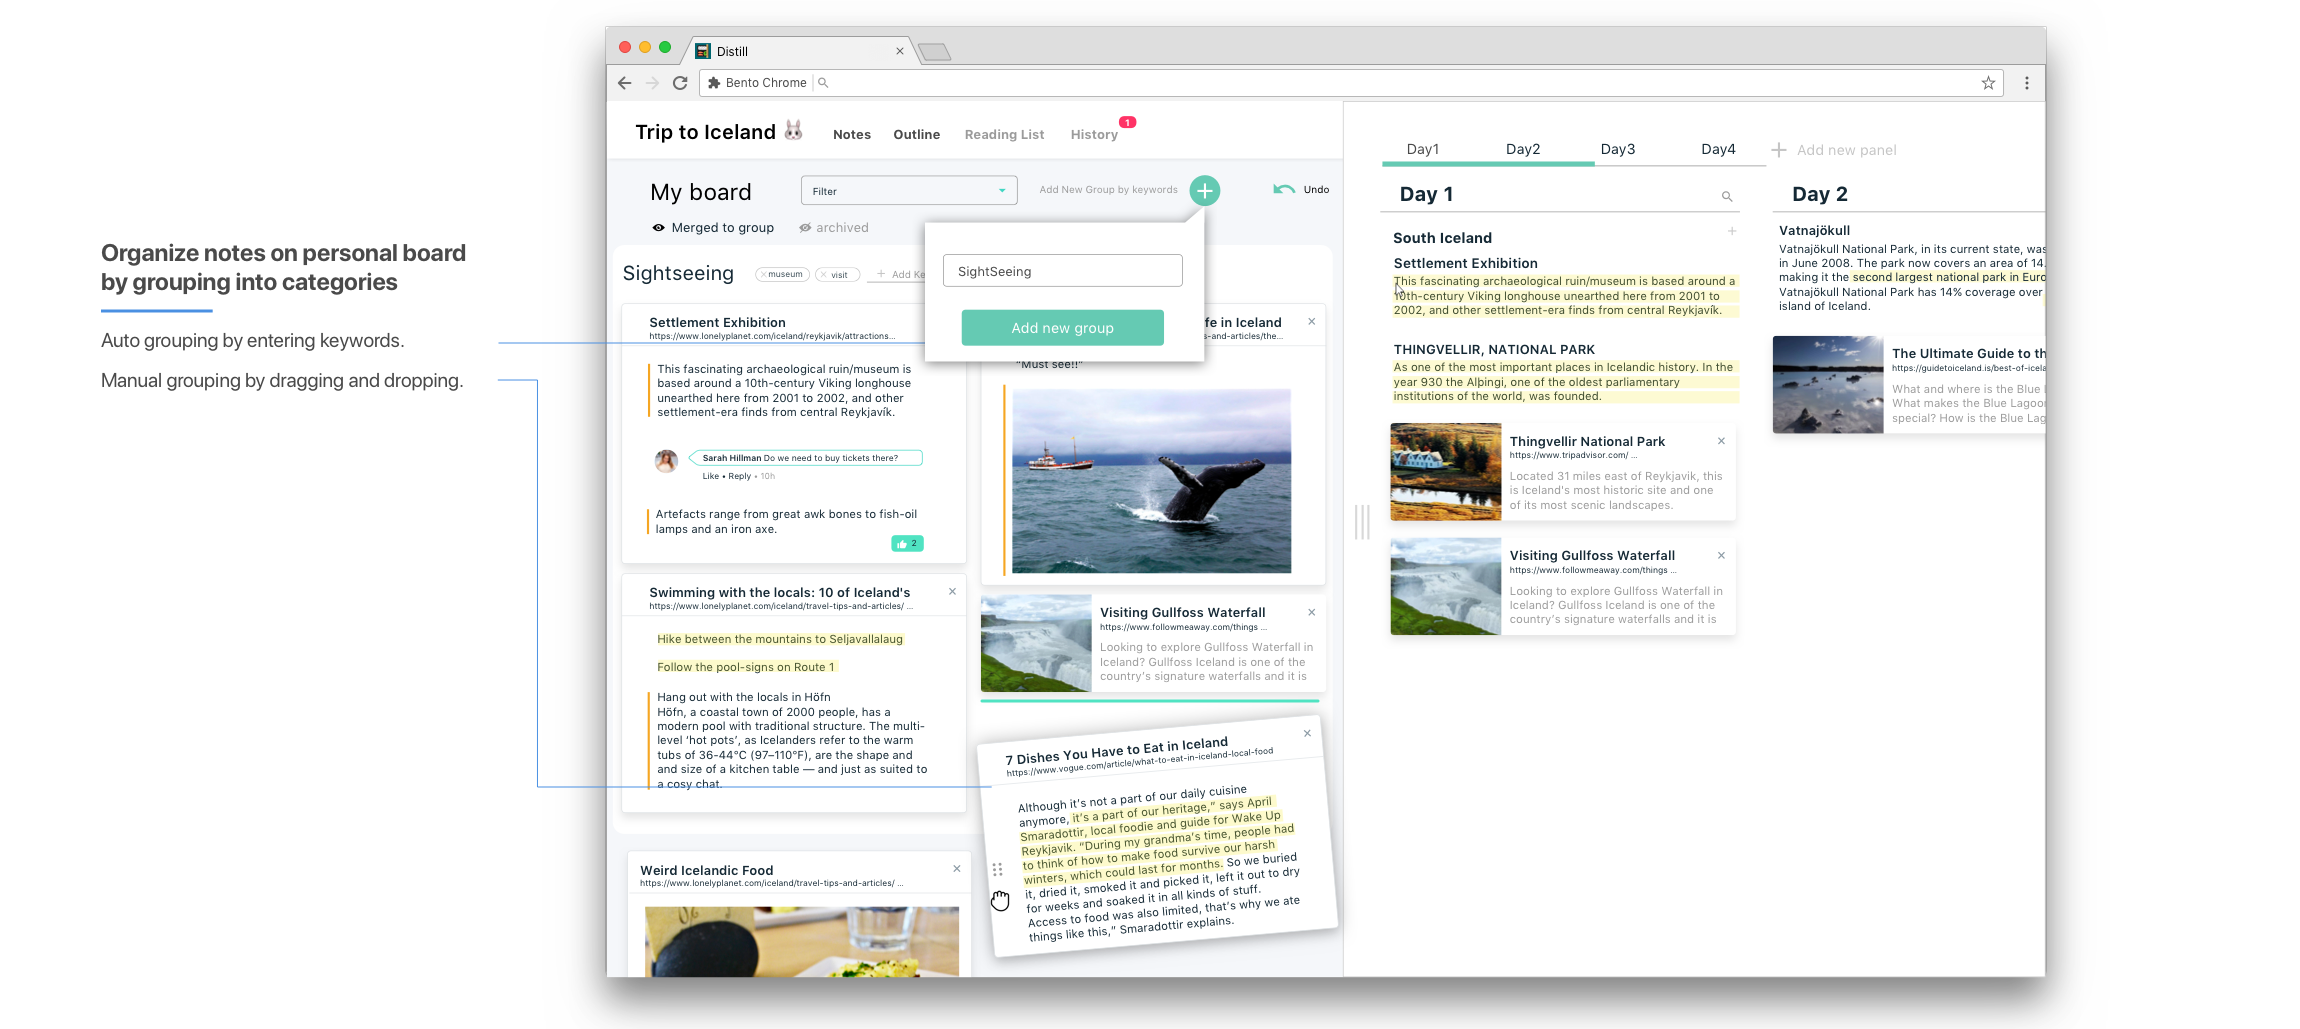 Organize notes on personal board
by grouping into categories
Auto grouping by entering keywords.
Manual grouping by dragging and dropping.
Distill
Bento Chrome
Trip to Iceland
Notes
Outline
Reading List
History
1
My board
Filter
Add New Group by keywords
Undo
Merged to group
archived
SightSeeing
Add new group
Sightseeing
museum
visit
Add Ke
Settlement Exhibition
https://www.lonelyplanet.com/iceland/reykjavik/attractions...
This fascinating archaeological ruin/museum is
based around a 10th-century Viking longhouse
unearthed here from 2001 to 2002, and other
settlement-era finds from central Reykjavík.
Sarah Hillman Do we need to buy tickets there?
Like • Reply • 10h
Artefacts range from great awk bones to fish-oil
lamps and an iron axe.
2
fe in Iceland
s-and-articles/the...
"Must see!!"
Swimming with the locals: 10 of Iceland's
https://www.lonelyplanet.com/iceland/travel-tips-and-articles/ ...
Hike between the mountains to Seljavallalaug
Follow the pool-signs on Route 1
Hang out with the locals in Höfn
Höfn, a coastal town of 2000 people, has a
modern pool with traditional structure. The multi-
level ‘hot pots’, as Icelanders refer to the warm
tubs of 36-44°C (97–110°F), are the shape and
and size of a kitchen table — and just as suited to
a cosy chat.
Visiting Gullfoss Waterfall
https://www.followmeaway.com/things ...
Looking to explore Gullfoss Waterfall in
Iceland? Gullfoss Iceland is one of the
country's signature waterfalls and it is
7 Dishes You Have to Eat in Iceland
https://www.vogue.com/article/what-to-eat-in-iceland-local-food
Although it's not a part of our daily cuisine
anymore, it's a part of our heritage,” says April
Smaradottir, local foodie and guide for Wake Up
Reykjavik. “During my grandma's time, people had
to think of how to make food survive our harsh
winters, which could last for months. So we buried
it, dried it, smoked it and picked it, left it out to dry
for weeks and soaked it in all kinds of stuff.
Access to food was also limited, that's why we ate
things like this,” Smaradottir explains.
Weird Icelandic Food
https://www.lonelyplanet.com/iceland/travel-tips-and-articles/ ...
Day1
Day2
Day3
Day4
Add new panel
Day 1
South Iceland
Settlement Exhibition
This fascinating archaeological ruin/museum is based around a
10th-century Viking longhouse unearthed here from 2001 to
2002, and other settlement-era finds from central Reykjavík.
THINGVELLIR, NATIONAL PARK
As one of the most important places in Icelandic history. In the
year 930 the Alþingi, one of the oldest parliamentary
institutions of the world, was founded.
Thingvellir National Park
https://www.tripadvisor.com/ ...
Located 31 miles east of Reykjavik, this
is Iceland's most historic site and one
of its most scenic landscapes.
Visiting Gullfoss Waterfall
https://www.followmeaway.com/things ...
Looking to explore Gullfoss Waterfall in
Iceland? Gullfoss Iceland is one of the
country's signature waterfalls and it is
Day 2
Vatnajökull
Vatnajökull National Park, in its current state, was
in June 2008. The park now covers an area of 14.
making it the second largest national park in Euro
Vatnajökull National Park has 14% coverage over
island of Iceland.
The Ultimate Guide to th
https://guidetoiceland.is/best-of-icela
What and where is the Blue
What makes the Blue Lagoo
special? How is the Blue Lag